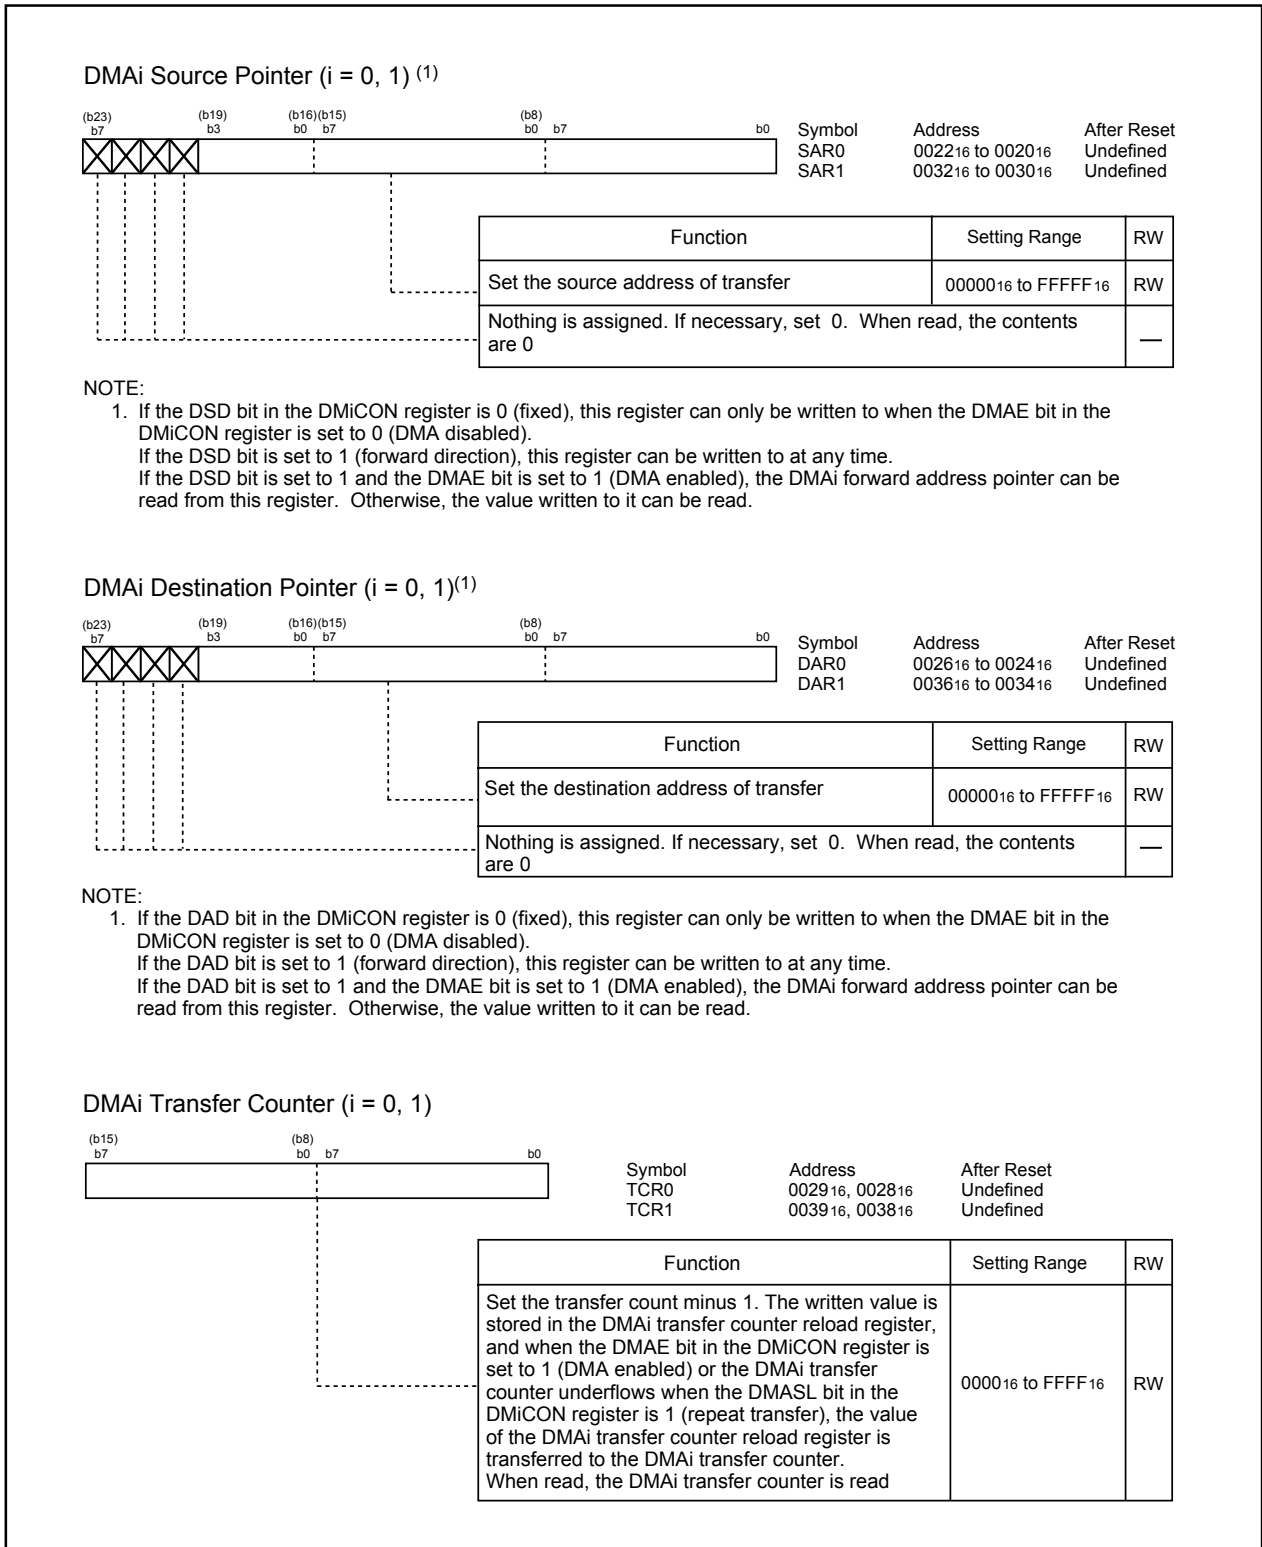 DMAi Source Pointer (i = 0, 1) (1)
(b23) (b19) (b16)(b15) (b8)
b7 b3 b0 b7 b0 b7 b0
Symbol Address After Reset
SAR0 002216 to 002016 Undefined
SAR1 003216 to 003016 Undefined
Function Setting Range RW
Set the source address of transfer 0000016 to FFFFF16 RW
Nothing is assigned. If necessary, set 0. When read, the contents
are 0 —
NOTE:
1. If the DSD bit in the DMiCON register is 0 (fixed), this register can only be written to when the DMAE bit in the
DMiCON register is set to 0 (DMA disabled).
If the DSD bit is set to 1 (forward direction), this register can be written to at any time.
If the DSD bit is set to 1 and the DMAE bit is set to 1 (DMA enabled), the DMAi forward address pointer can be
read from this register. Otherwise, the value written to it can be read.
DMAi Destination Pointer (i = 0, 1)(1)
(b23) (b19) (b16)(b15) (b8)
b7 b3 b0 b7 b0 b7 b0
Symbol Address After Reset
DAR0 002616 to 002416 Undefined
DAR1 003616 to 003416 Undefined
Function Setting Range RW
Set the destination address of transfer 0000016 to FFFFF16 RW
Nothing is assigned. If necessary, set 0. When read, the contents
are 0 —
NOTE:
1. If the DAD bit in the DMiCON register is 0 (fixed), this register can only be written to when the DMAE bit in the
DMiCON register is set to 0 (DMA disabled).
If the DAD bit is set to 1 (forward direction), this register can be written to at any time.
If the DAD bit is set to 1 and the DMAE bit is set to 1 (DMA enabled), the DMAi forward address pointer can be
read from this register. Otherwise, the value written to it can be read.
DMAi Transfer Counter (i = 0, 1)
(b15) (b8)
b7 b0 b7 b0
Symbol Address After Reset
TCR0 002916, 002816 Undefined
TCR1 003916, 003816 Undefined
Function Setting Range RW
Set the transfer count minus 1. The written value is
stored in the DMAi transfer counter reload register,
and when the DMAE bit in the DMiCON register is
set to 1 (DMA enabled) or the DMAi transfer
counter underflows when the DMASL bit in the
DMiCON register is 1 (repeat transfer), the value
of the DMAi transfer counter reload register is
transferred to the DMAi transfer counter.
When read, the DMAi transfer counter is read
000016 to FFFF16 RW